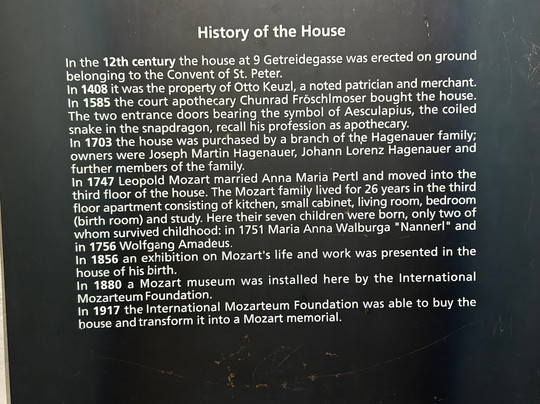 History of the House
In the 12th century the house at 9 Getreidegasse was erected on ground
belonging to the Convent of St. Peter.
In 1408 it was the property of Otto Keuzl, a noted patrician and merchant.
In 1585 the court apothecary Chunrad Fröschlmoser bought the house.
The two entrance doors bearing the symbol of Aesculapius, the coiled
snake in the snapdragon, recall his profession as apothecary.
In 1703 the house was purchased by a branch of the Hagenauer family;
owners were Joseph Martin Hagenauer, Johann Lorenz Hagenauer and
further members of the family.
In 1747 Leopold Mozart married Anna Maria Pertl and moved into the
third floor of the house. The Mozart family lived for 26 years in the third
floor apartment consisting of kitchen, small cabinet, living room, bedroom
(birth room) and study. Here their seven children were born, only two of
whom survived childhood: in 1751 Maria Anna Walburga "Nannerl" and
in 1756 Wolfgang Amadeus.
In 1856 an exhibition on Mozart's life and work was presented in the
house of his birth.
In 1880 a Mozart museum was installed here by the International
Mozarteum Foundation.
In 1917 the International Mozarteum Foundation was able to buy the
house and transform it into a Mozart memorial.